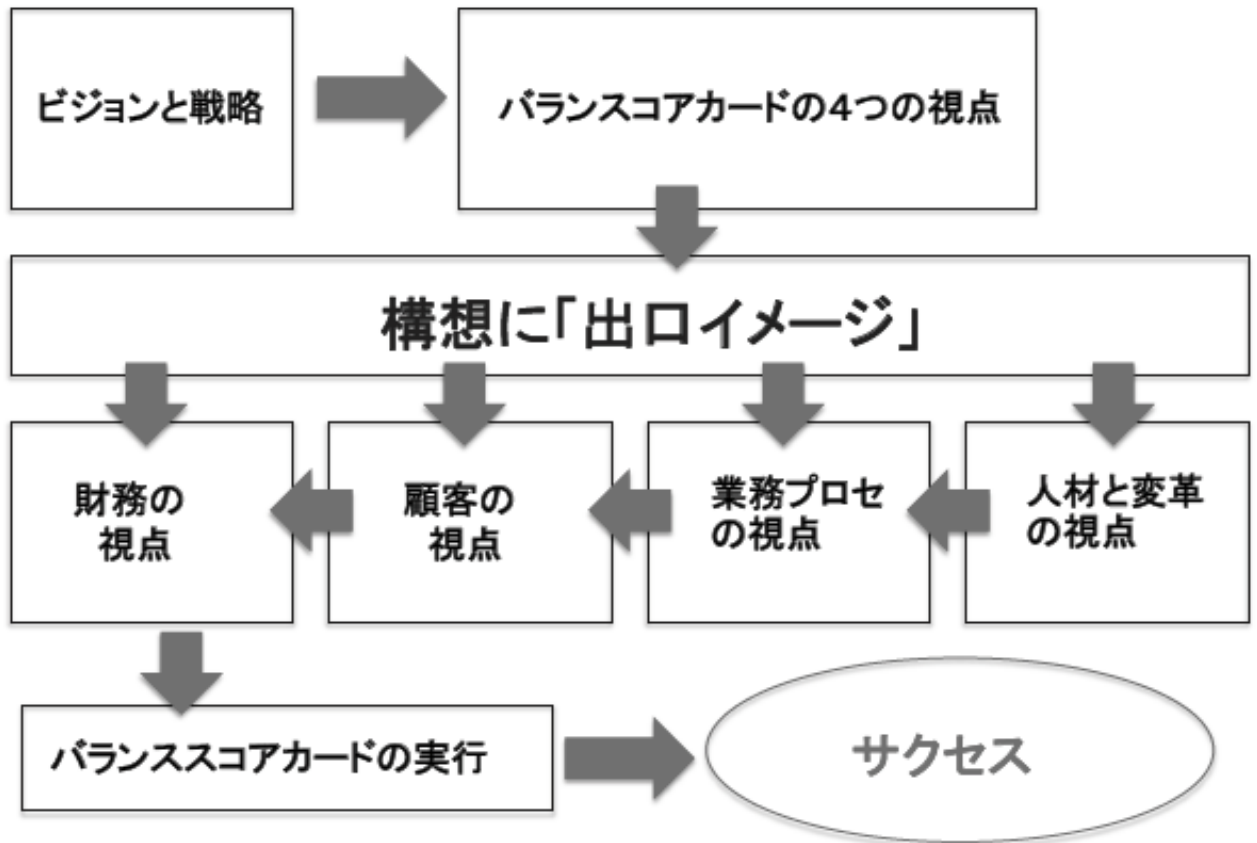 ビジョンと戦略
バランスコアカードの4つの視点
構想に「出口イメージ」
財務の
視点
顧客の
視点
業務プロセ
の視点
人材と変革
の視点
バランススコアカードの実行
サクセス